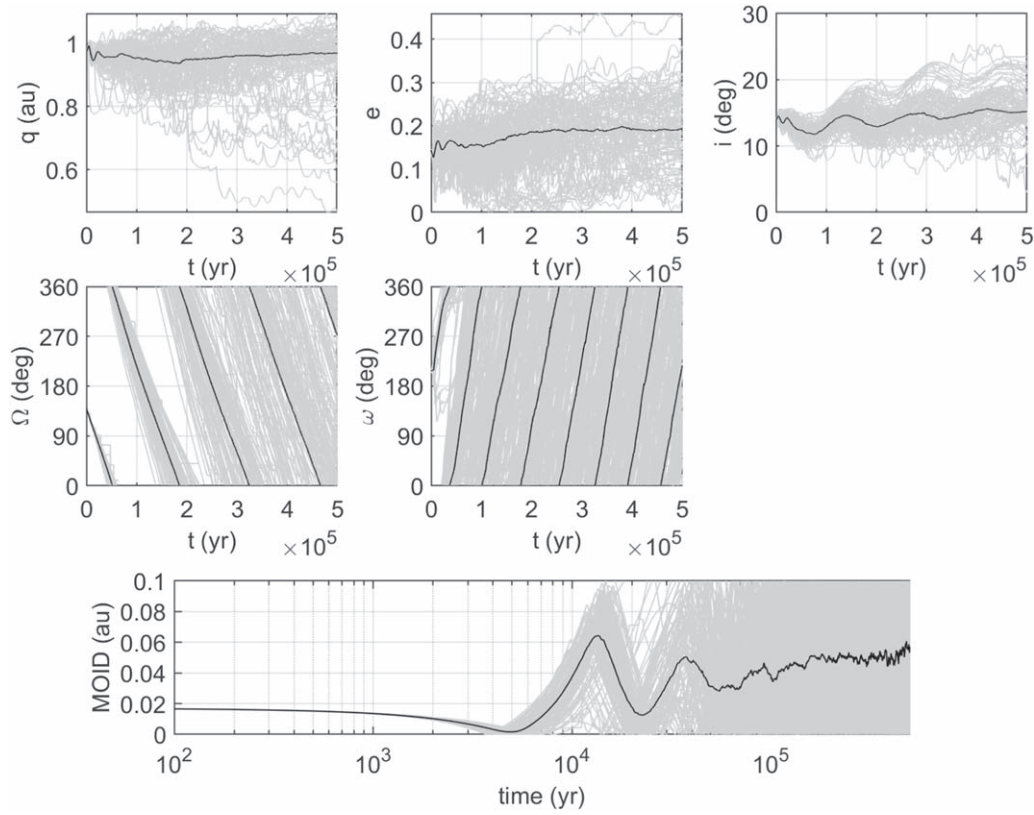 1
0.8
0.6
q (au)
0 1 2 3 4 5
t (yr) × 10^5
0.4
0.3
0.2
0.1
0
e
0 1 2 3 4 5
t (yr) × 10^5
30
20
10
0
i (deg)
0 1 2 3 4 5
t (yr) × 10^5
360
270
180
90
0
Ω (deg)
0 1 2 3 4 5
t (yr) × 10^5
360
270
180
90
0
ω (deg)
0 1 2 3 4 5
t (yr) × 10^5
0.1
0.08
0.06
0.04
0.02
0
MOID (au)
10^2 10^3 10^4 10^5
time (yr)